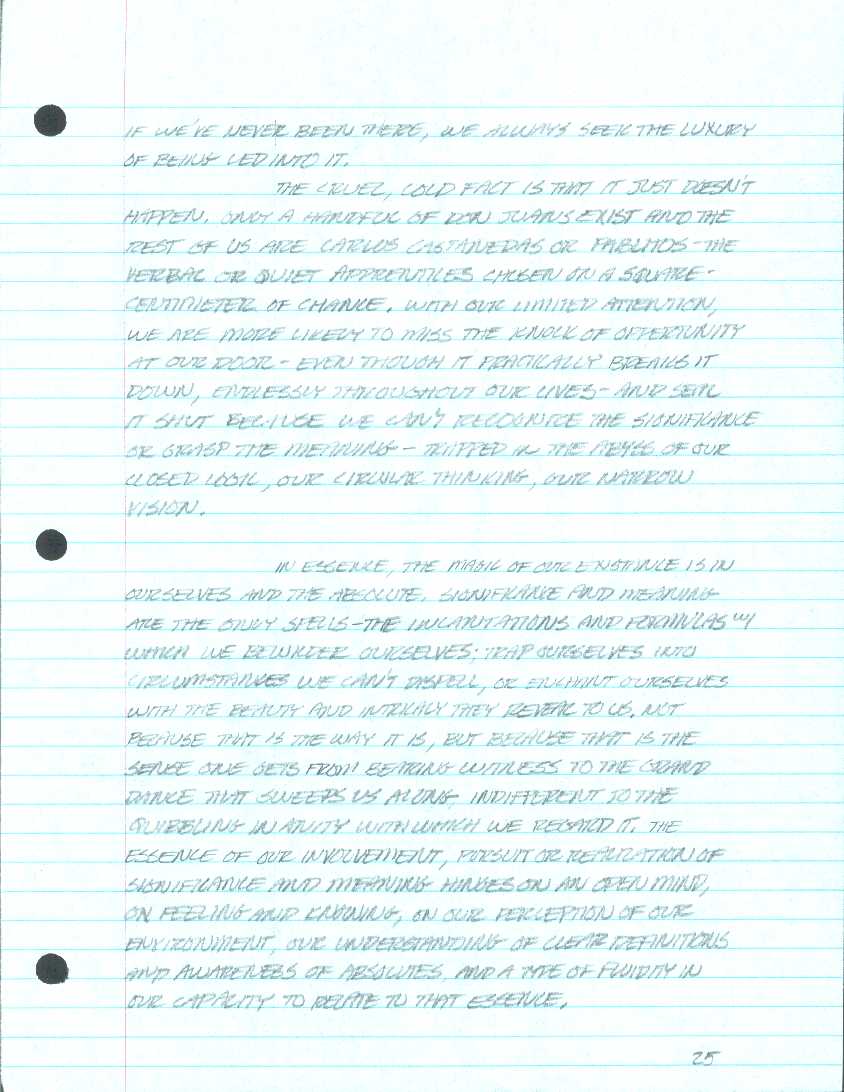 IF WE'VE NEVER BEEN THERE, WE ALWAYS SEEK THE LUXURY
OF BEING LED INTO IT.
THE CRUEL, COLD FACT IS THAT IT JUST DOESN'T
HAPPEN. ONLY A HANDFUL OF DON JUANS EXIST AND THE
REST OF US ARE CARLOS CASTANEDAS OR PABLITOS - THE
VERBAL OR QUIET APPRENTICES CHOSEN ON A SQUARE-
CENTIMETER OF CHANCE. WITH OUR LIMITED ATTENTION,
WE ARE MORE LIKELY TO MISS THE KNOCK OF OPPERTUNITY
AT OUR DOOR - EVEN THOUGH IT PRACTICALLY BREAKS IT
DOWN, ENDLESSLY THROUGHOUT OUR LIVES - AND SEAL
IT SHUT BECAUSE WE CAN'T RECOGNIZE THE SIGNIFICANCE
OR GRASP THE MEANING - TRAPPED IN THE ABYSS OF OUR
CLOSED LOGIC, OUR CIRCULAR THINKING, OUR NARROW
VISION.
IN ESSENCE, THE MAGIC OF OUR EXISTANCE IS IN
OURSELVES AND THE ABSOLUTE. SIGNIFICANCE AND MEANING
ARE THE ONLY SPELLS - THE INCANTATIONS AND FORMULAS W/
WHICH WE BEWILDER OURSELVES; TRAP OURSELVES INTO
CIRCUMSTANCES WE CAN'T DISPELL, OR ENCHANT OURSELVES
WITH THE BEAUTY AND INTRICACY THEY REVEAL TO US. NOT
BECAUSE THAT IS THE WAY IT IS, BUT BECAUSE THAT IS THE
SENSE ONE GETS FROM BEARING WITNESS TO THE GRAND
DANCE THAT SWEEPS US ALONG, INDIFFERENT TO THE
QUIBBLING INANITY WITH WHICH WE REGARD IT. THE
ESSENCE OF OUR INVOLVEMENT, PURSUIT OR REALIZATION OF
SIGNIFICANCE AND MEANING HINGES ON AN OPEN MIND,
ON FEELING AND KNOWING, ON OUR PERCEPTION OF OUR
ENVIRONMENT, OUR UNDERSTANDING OF CLEAR DEFINITIONS
AND AWARENESS OF ABSOLUTES, AND A TYPE OF FLUIDITY IN
OUR CAPACITY TO RELATE TO THAT ESSENCE.
25